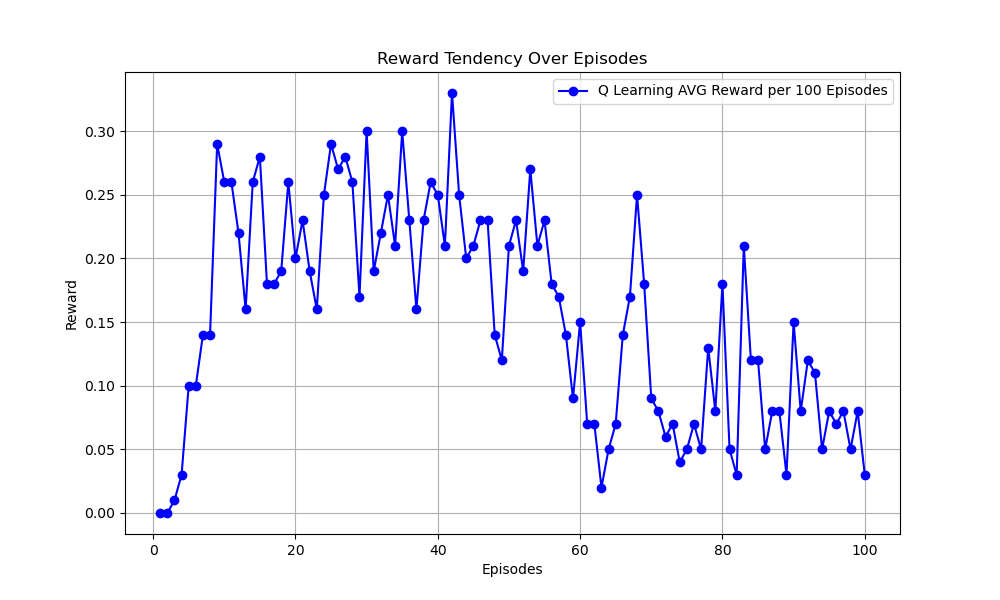 Reward Tendency Over Episodes
Q Learning AVG Reward per 100 Episodes
Reward
0.30
0.25
0.20
0.15
0.10
0.05
0.00
0 20 40 60 80 100
Episodes